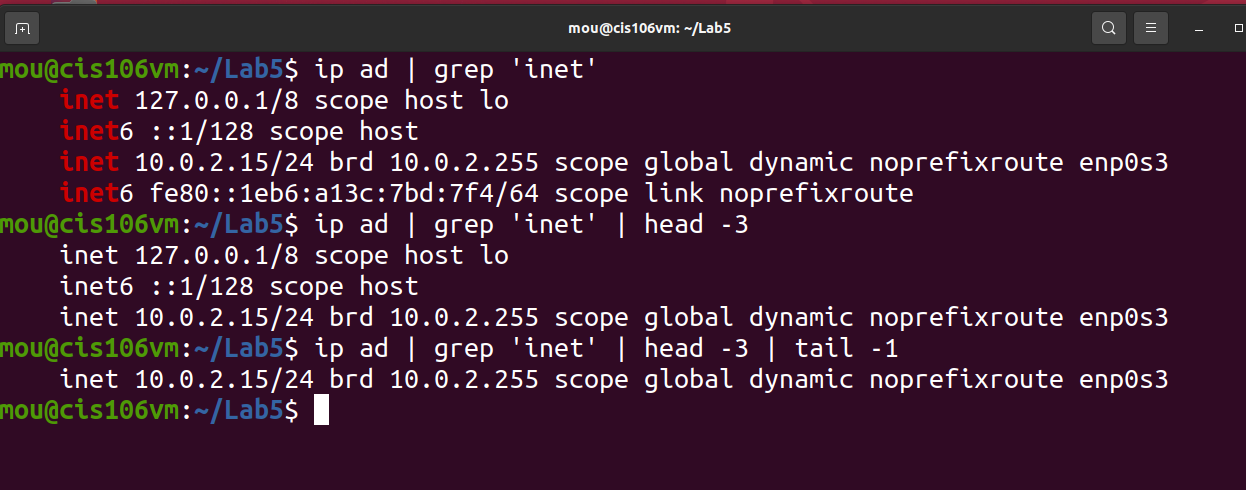 mou@cis106vm: ~/Lab5
mou@cis106vm:~/Lab5$ ip ad | grep 'inet'
    inet 127.0.0.1/8 scope host lo
    inet6 ::1/128 scope host
    inet 10.0.2.15/24 brd 10.0.2.255 scope global dynamic noprefixroute enp0s3
    inet6 fe80::1eb6:a13c:7bd:7f4/64 scope link noprefixroute
mou@cis106vm:~/Lab5$ ip ad | grep 'inet' | head -3
    inet 127.0.0.1/8 scope host lo
    inet6 ::1/128 scope host
    inet 10.0.2.15/24 brd 10.0.2.255 scope global dynamic noprefixroute enp0s3
mou@cis106vm:~/Lab5$ ip ad | grep 'inet' | head -3 | tail -1
    inet 10.0.2.15/24 brd 10.0.2.255 scope global dynamic noprefixroute enp0s3
mou@cis106vm:~/Lab5$